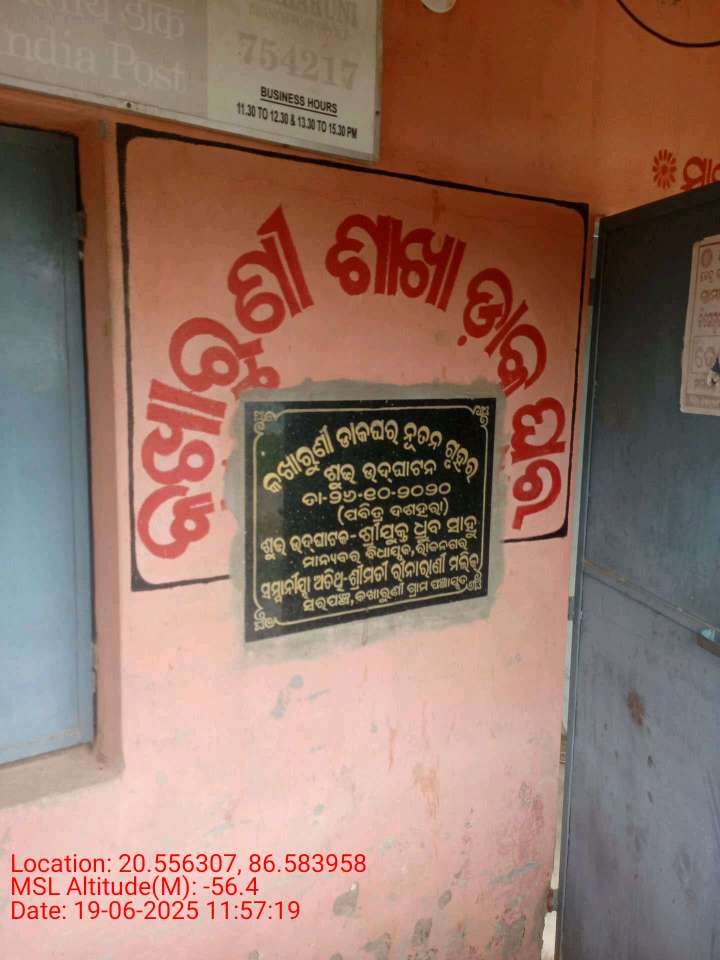 भारतीय डाक
India Post
754217
BUSINESS HOURS
11.30 TO 12.30 & 13.30 TO 15.30 PM
କଖାରୁଣୀ ଶାଖା ଡ଼ାକ ଘର
କଖାରୁଣୀ ଡାକଘର ନୂତନ ଗୃହର
ଶୁଭ ଉଦ୍‌ଘାଟନ
ତା-୨୬-୧୦-୨୦୨୦
(ପବିତ୍ର ଦଶହରା)
ଶୁଭ ଉଦ୍‌ଘାଟକ-ଶ୍ରୀଯୁକ୍ତ ଧ୍ରୁବ ସାହୁ
ମାନ୍ୟବର ବିଧାୟକ, ରାଜନଗର
ସମ୍ମାନୀୟା ଅତିଥି-ଶ୍ରୀମତୀ ରୀନାରାଣୀ ମଲିକ
ସରପଞ୍ଚ, କଖାରୁଣୀ ଗ୍ରାମ ପଞ୍ଚାୟତ
Location: 20.556307, 86.583958
MSL Altitude(M): -56.4
Date: 19-06-2025 11:57:19